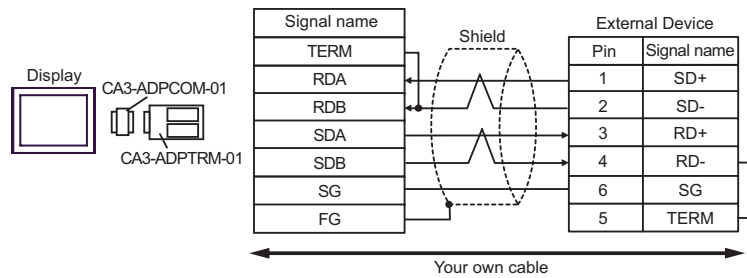 Display
CA3-ADPCOM-01
CA3-ADPTRM-01
Signal name
TERM
RDA
RDB
SDA
SDB
SG
FG
Shield
External Device
Pin Signal name
1 SD+
2 SD-
3 RD+
4 RD-
6 SG
5 TERM
Your own cable